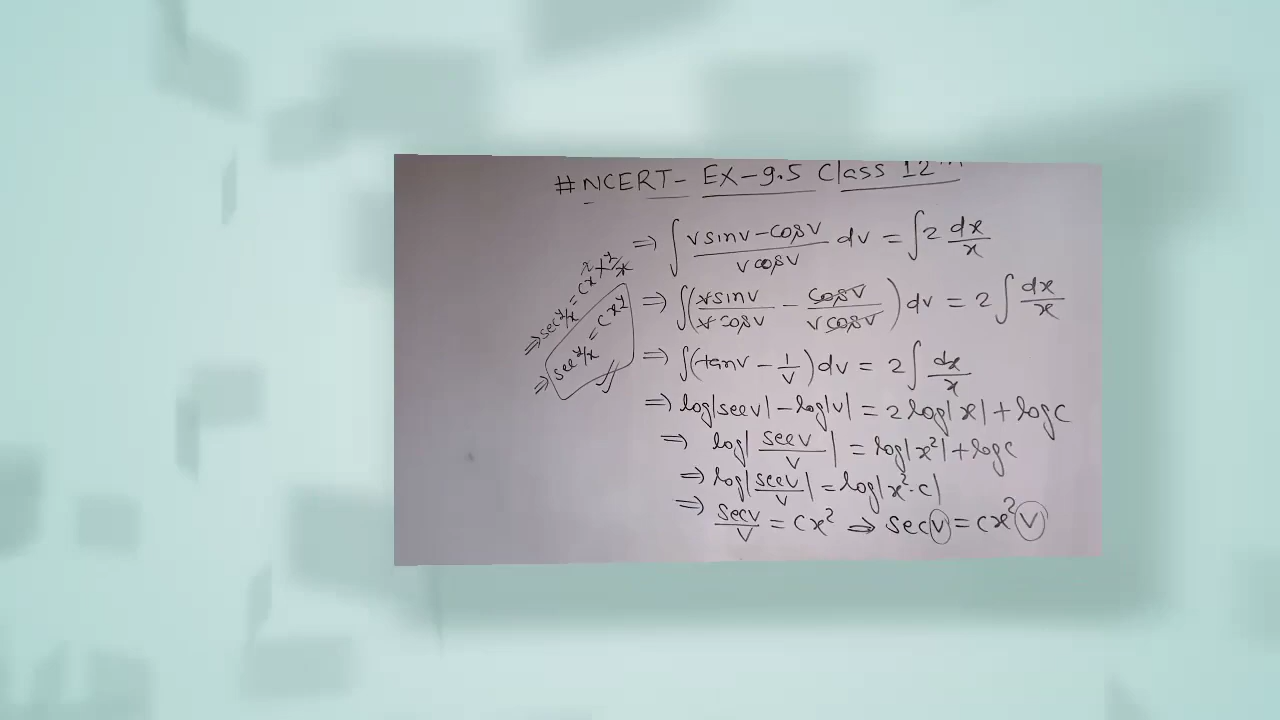 #NCERT- EX-9.5 Class 12th
⇒ ∫ (v sinv - cosv)/(v cosv) dv = ∫ 2 dx/x
⇒ ∫ (v sinv/v cosv - cosv/v cosv) dv = 2 ∫ dx/x
⇒ ∫ (tanv - 1/v) dv = 2 ∫ dx/x
⇒ log|secv| - log|v| = 2 log|x| + logc
⇒ log|secv/v| = log|x²| + logc
⇒ log|secv/v| = log|x²·c|
⇒ secv/v = cx² ⇒ sec v = cx² v
⇒ sec y/x = cx² × y/x
⇒ sec y/x = cxy